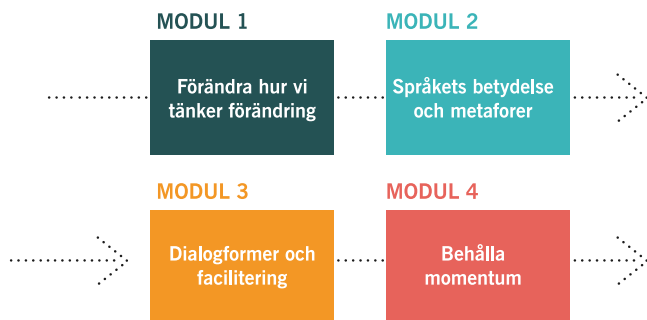 MODUL 1
Förändra hur vi
tänker förändring
MODUL 2
Språkets betydelse
och metaforer
MODUL 3
Dialogformer och
facilitering
MODUL 4
Behålla
momentum